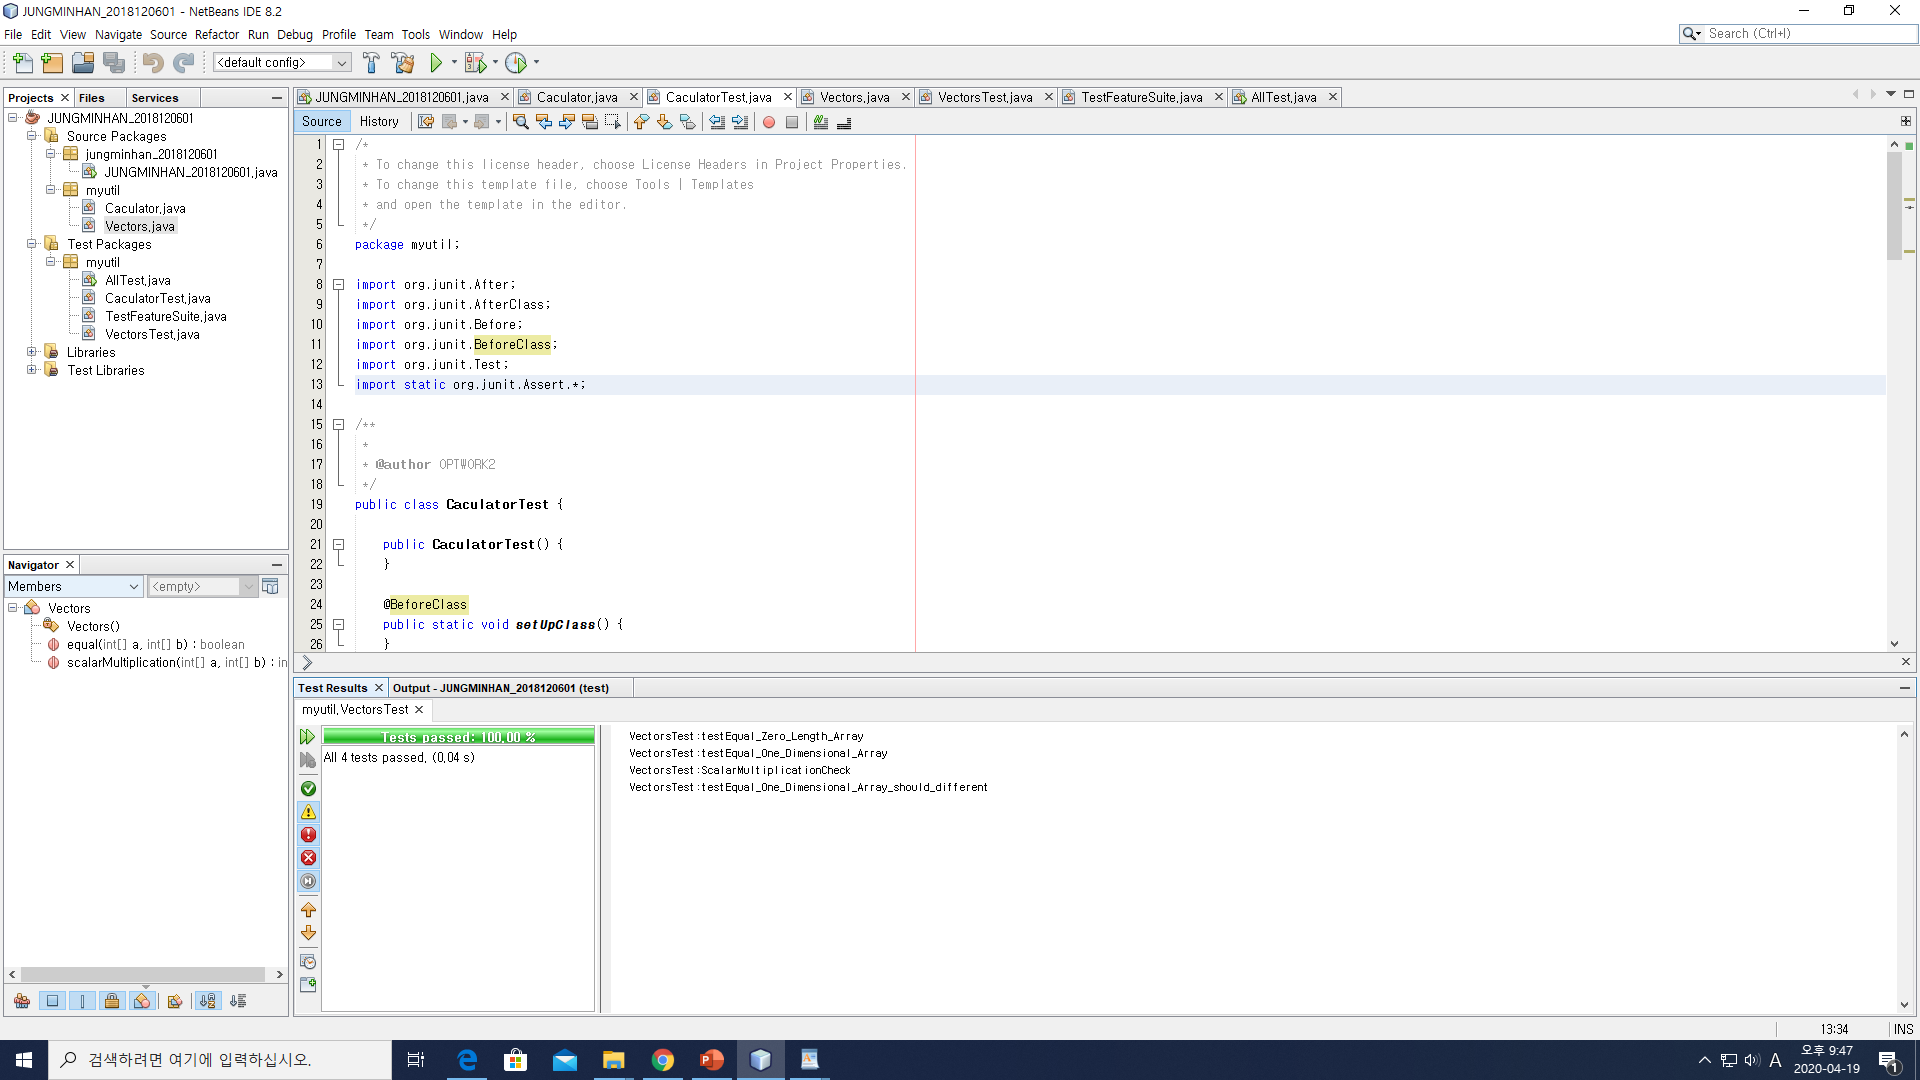 JUNGMINHAN_2018120601 - NetBeans IDE 8.2
File Edit View Navigate Source Refactor Run Debug Profile Team Tools Window Help
Search (Ctrl+I)
<default config>
Projects Files Services
JUNGMINHAN_2018120601
Source Packages
jungminhan_2018120601
JUNGMINHAN_2018120601.java
myutil
Caculator.java
Vectors.java
Test Packages
myutil
AllTest.java
CaculatorTest.java
TestFeatureSuite.java
VectorsTest.java
Libraries
Test Libraries
Navigator
Members
<empty>
Vectors
Vectors()
equal(int[] a, int[] b) : boolean
scalarMultiplication(int[] a, int[] b) : in
JUNGMINHAN_2018120601.java Caculator.java CaculatorTest.java Vectors.java VectorsTest.java TestFeatureSuite.java AllTest.java
Source History
1 /*
2 * To change this license header, choose License Headers in Project Properties.
3 * To change this template file, choose Tools | Templates
4 * and open the template in the editor.
5 */
6 package myutil;
7
8 import org.junit.After;
9 import org.junit.AfterClass;
10 import org.junit.Before;
11 import org.junit.BeforeClass;
12 import org.junit.Test;
13 import static org.junit.Assert.*;
14
15 /**
16 *
17 * @author OPTWORK2
18 */
19 public class CaculatorTest {
20
21 public CaculatorTest() {
22 }
23
24 @BeforeClass
25 public static void setUpClass() {
26 }
Test Results Output - JUNGMINHAN_2018120601 (test)
myutil.VectorsTest
Tests passed: 100.00 %
All 4 tests passed. (0.04 s)
VectorsTest:testEqual_Zero_Length_Array
VectorsTest:testEqual_One_Dimensional_Array
VectorsTest:ScalarMultiplicationCheck
VectorsTest:testEqual_One_Dimensional_Array_should_different
13:34 INS
검색하려면 여기에 입력하십시오.
A
오후 9:47
2020-04-19
1